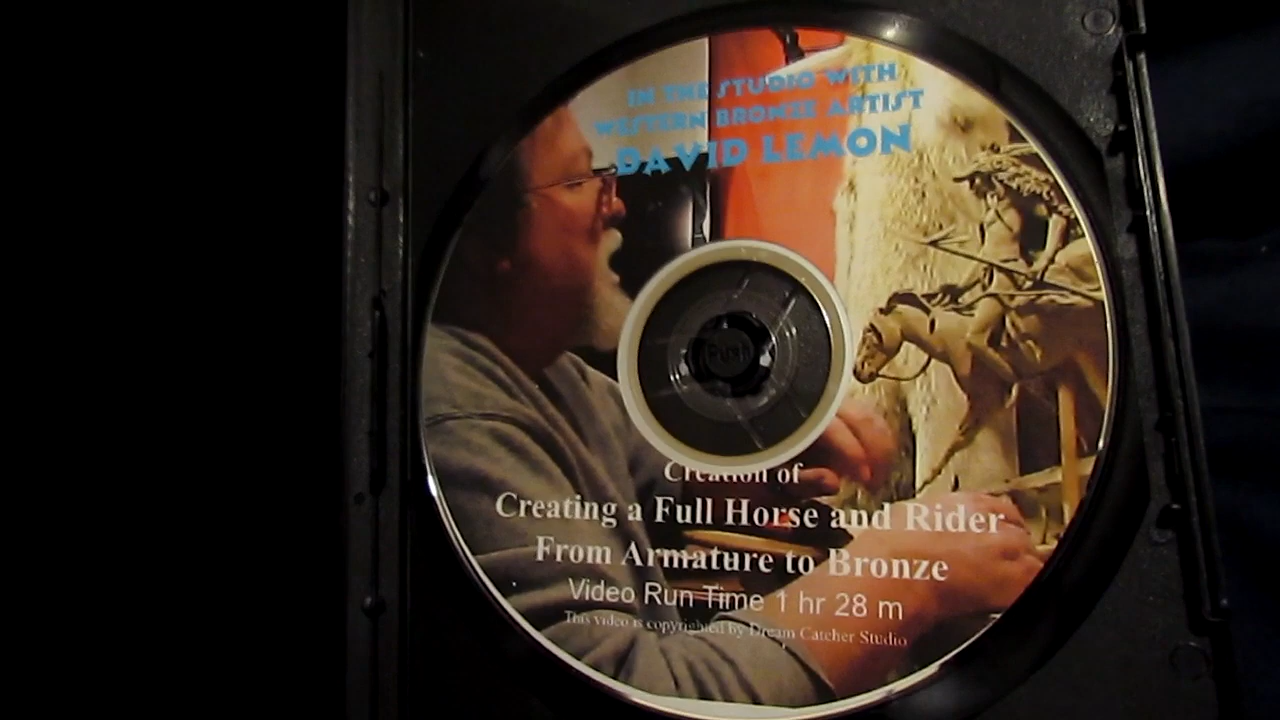 IN THE STUDIO WITH
WESTERN BRONZE ARTIST
DAVID LEMON
Push
Creation of
Creating a Full Horse and Rider
From Armature to Bronze
Video Run Time 1 hr 28 m
This video is copyrighted by Dream Catcher Studio